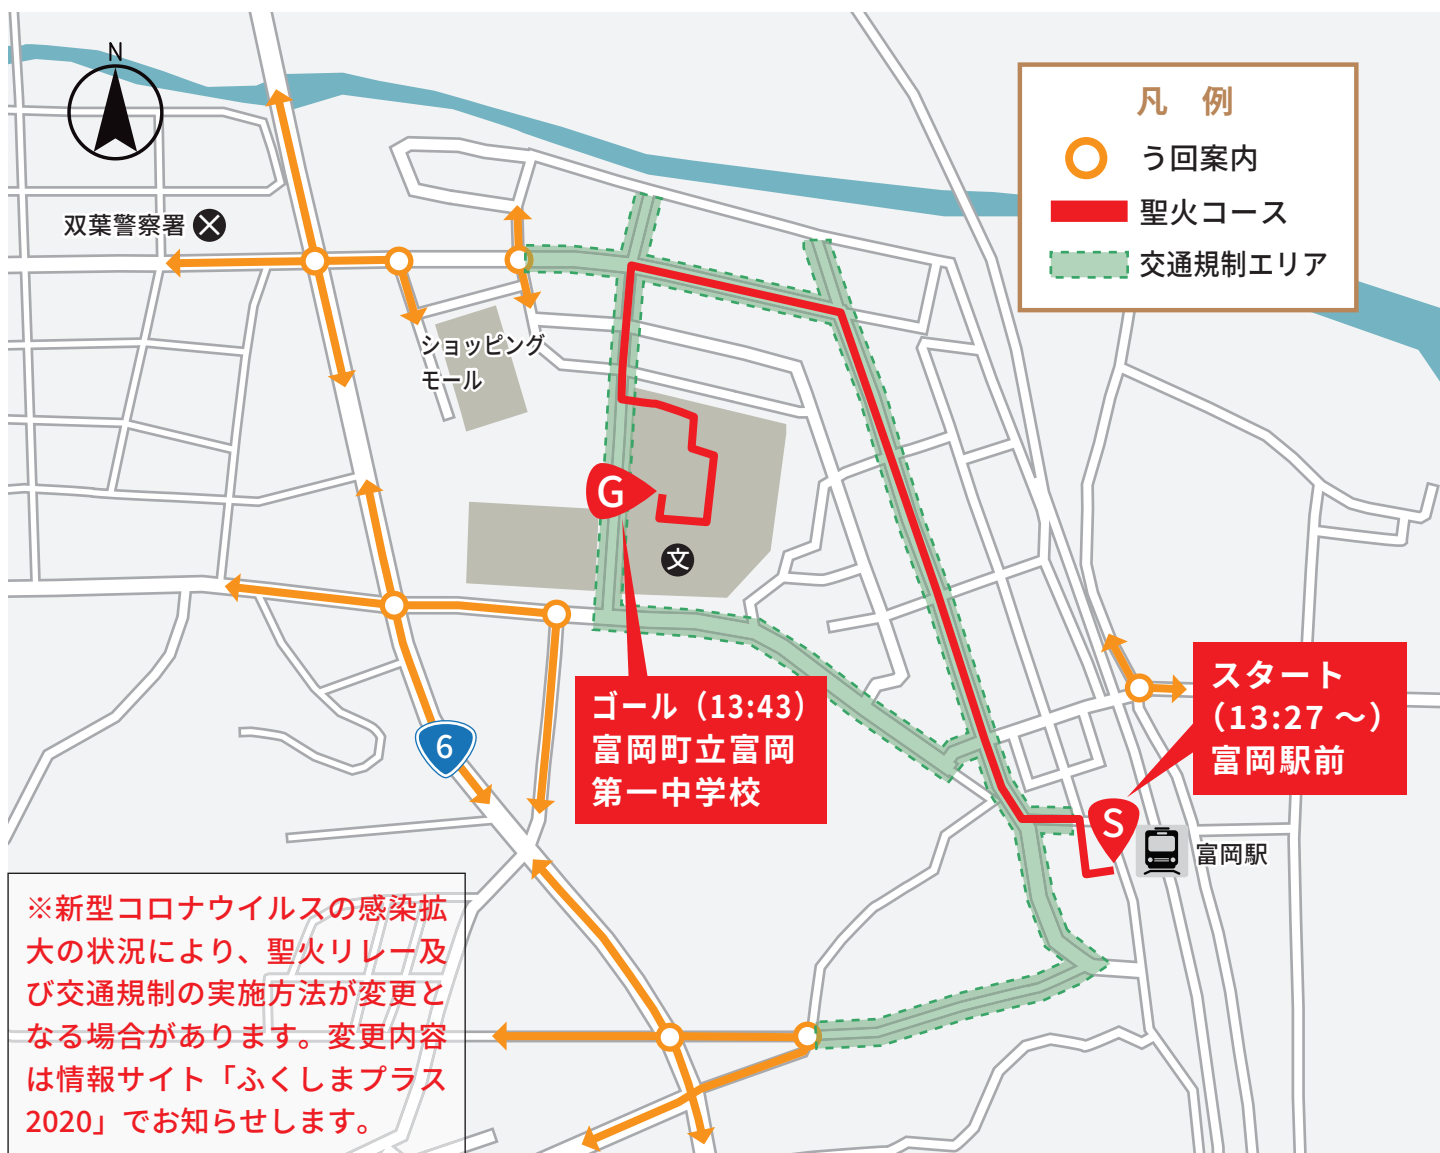 N
凡 例
う回案内
聖火コース
交通規制エリア
双葉警察署
ショッピング
モール
G
文
ゴール（13:43）
富岡町立富岡
第一中学校
スタート
（13:27 ～）
富岡駅前
6
S
富岡駅
※新型コロナウイルスの感染拡
大の状況により、聖火リレー及
び交通規制の実施方法が変更と
なる場合があります。変更内容
は情報サイト「ふくしまプラス
2020」でお知らせします。